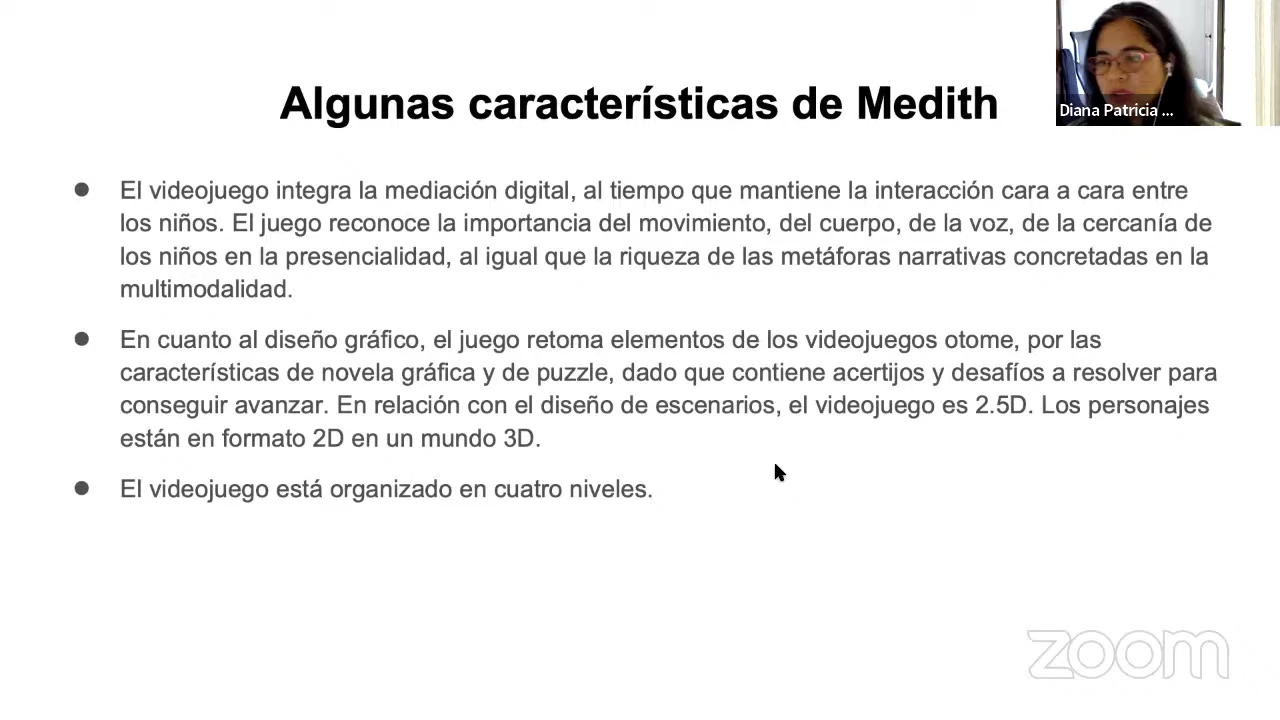 Algunas características de Medith
Diana Patricia ...
● El videojuego integra la mediación digital, al tiempo que mantiene la interacción cara a cara entre
los niños. El juego reconoce la importancia del movimiento, del cuerpo, de la voz, de la cercanía de
los niños en la presencialidad, al igual que la riqueza de las metáforas narrativas concretadas en la
multimodalidad.
● En cuanto al diseño gráfico, el juego retoma elementos de los videojuegos otome, por las
características de novela gráfica y de puzzle, dado que contiene acertijos y desafíos a resolver para
conseguir avanzar. En relación con el diseño de escenarios, el videojuego es 2.5D. Los personajes
están en formato 2D en un mundo 3D.
● El videojuego está organizado en cuatro niveles.
zoom